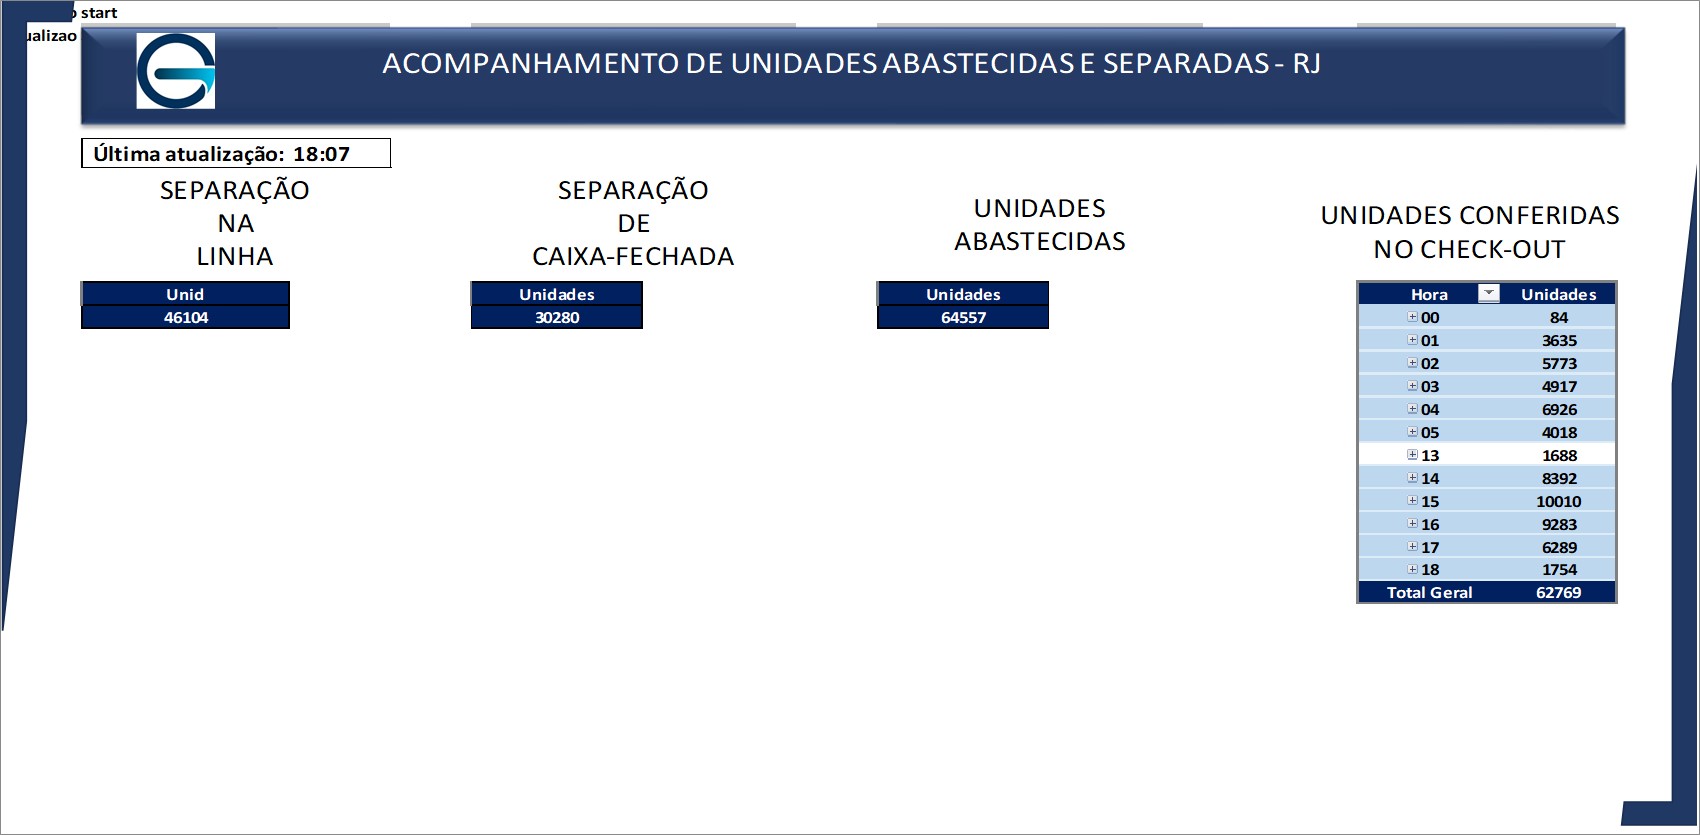 start
ualizao
ACOMPANHAMENTO DE UNIDADES ABASTECIDAS E SEPARADAS - RJ
Última atualização: 18:07
SEPARAÇÃO
NA
LINHA
Unid
46104
SEPARAÇÃO
DE
CAIXA-FECHADA
Unidades
30280
UNIDADES
ABASTECIDAS
Unidades
64557
UNIDADES CONFERIDAS
NO CHECK-OUT
Hora Unidades
00 84
01 3635
02 5773
03 4917
04 6926
05 4018
13 1688
14 8392
15 10010
16 9283
17 6289
18 1754
Total Geral 62769